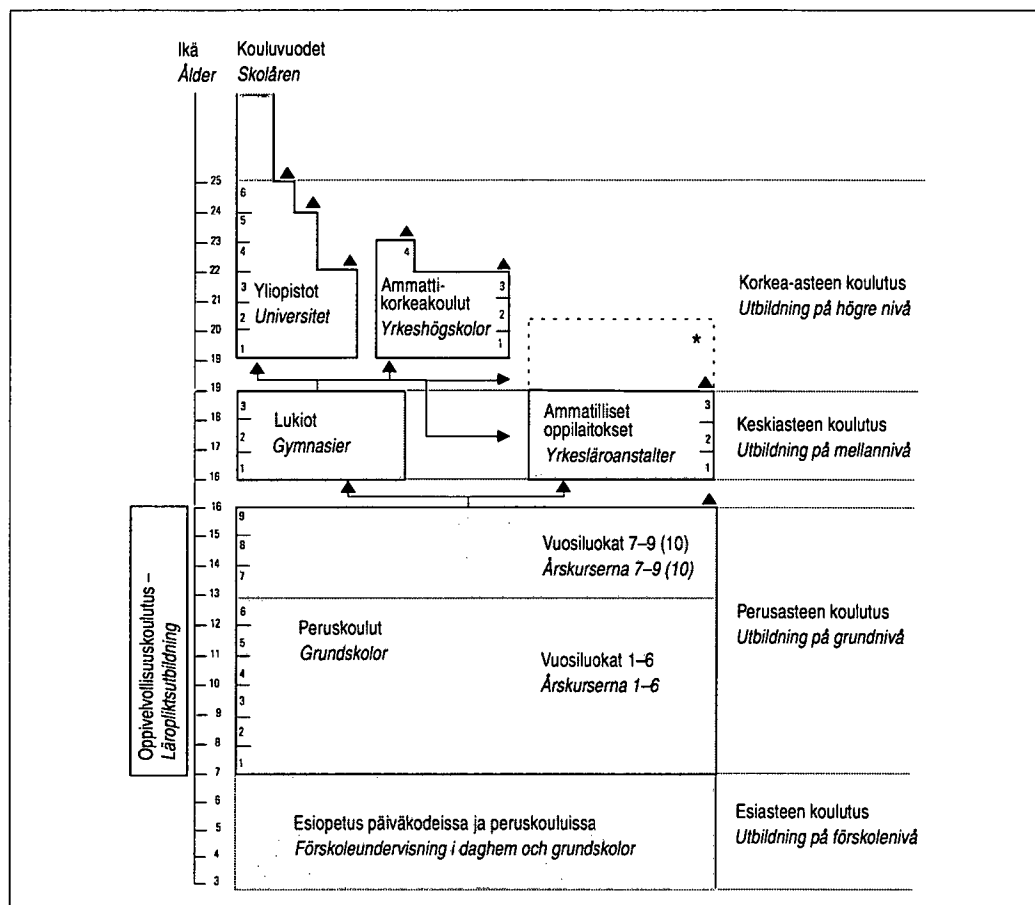 Ikä
Ålder
Kouluvuodet
Skolåren
25
24
23
22
21
20
19
6
5
4
3
2
1
Yliopistot
Universitet
4
Ammatti-
korkeakoulut
Yrkeshögskolor
3
2
1
*
Korkea-asteen koulutus
Utbildning på högre nivå
19
18
17
16
3
2
1
Lukiot
Gymnasier
Ammatilliset
oppilaitokset
Yrkesläroanstalter
3
2
1
Keskiasteen koulutus
Utbildning på mellannivå
Oppivelvollisuuskoulutus –
Läropliktsutbildning
16
15
14
13
12
11
10
9
8
7
9
8
7
6
5
4
3
2
1
Vuosiluokat 7–9 (10)
Årskurserna 7–9 (10)
Peruskoulut
Grundskolor
Vuosiluokat 1–6
Årskurserna 1–6
Perusasteen koulutus
Utbildning på grundnivå
6
5
4
3
Esiopetus päiväkodeissa ja peruskouluissa
Förskoleundervisning i daghem och grundskolor
Esiasteen koulutus
Utbildning på förskolenivå